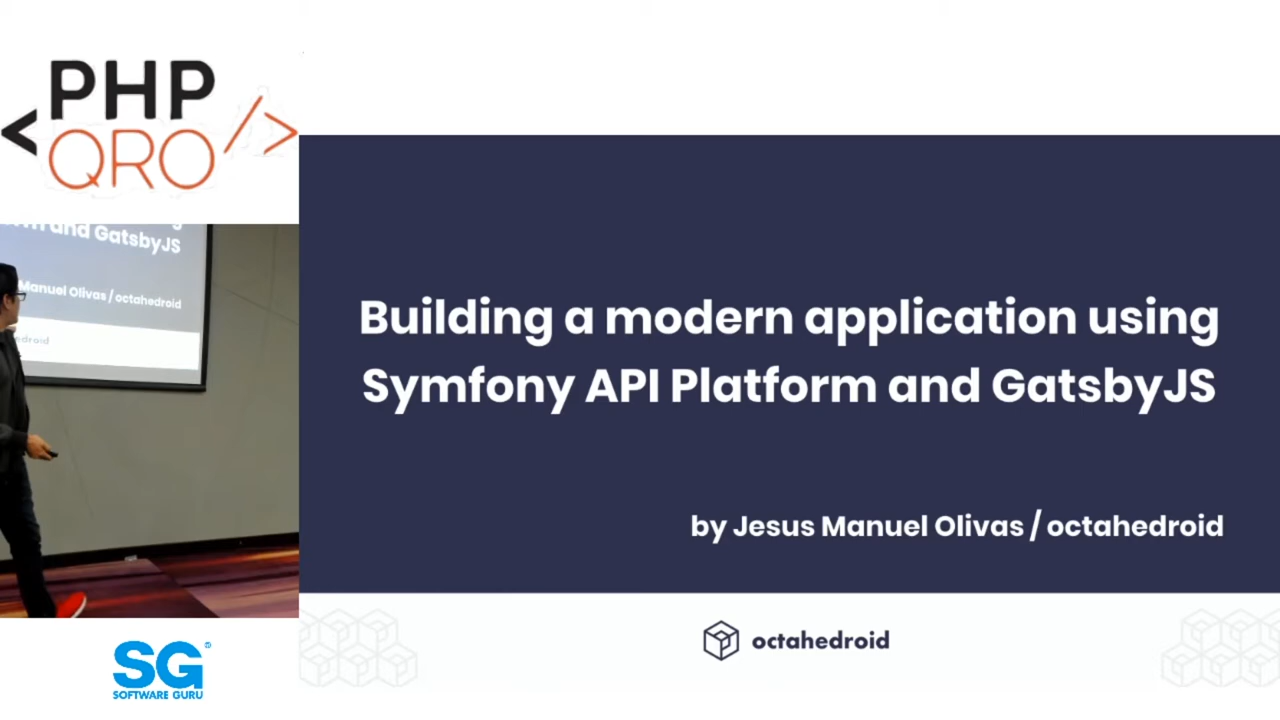 <PHP
QRO/>
and GatsbyJS
Manuel Olivas / octahedroid
edroid
SG®
SOFTWARE GURU
Building a modern application using
Symfony API Platform and GatsbyJS
by Jesus Manuel Olivas / octahedroid
octahedroid